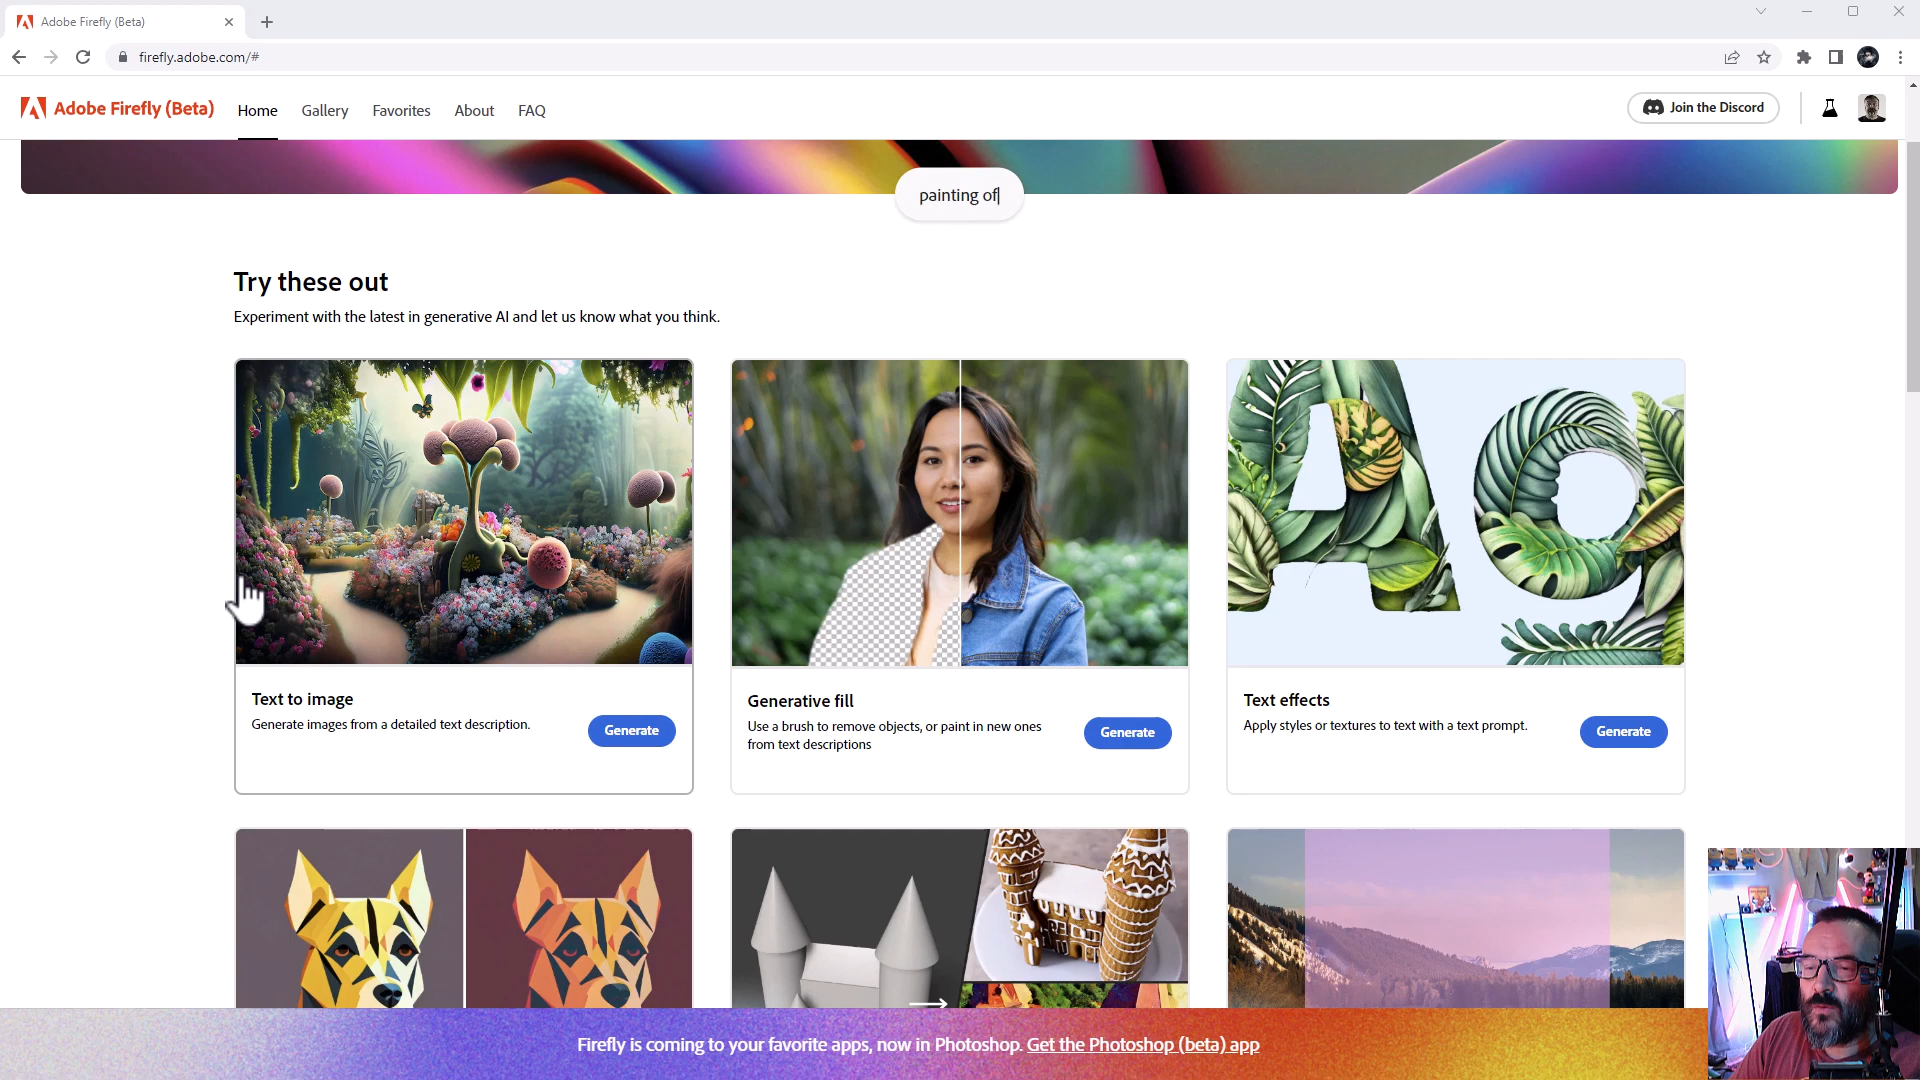 Adobe Firefly (Beta)
firefly.adobe.com/#
Adobe Firefly (Beta) Home Gallery Favorites About FAQ Join the Discord
painting of
Try these out
Experiment with the latest in generative AI and let us know what you think.
Text to image
Generate images from a detailed text description.
Generate
Generative fill
Use a brush to remove objects, or paint in new ones
from text descriptions
Generate
Text effects
Apply styles or textures to text with a text prompt.
Generate
Firefly is coming to your favorite apps, now in Photoshop. Get the Photoshop (beta) app